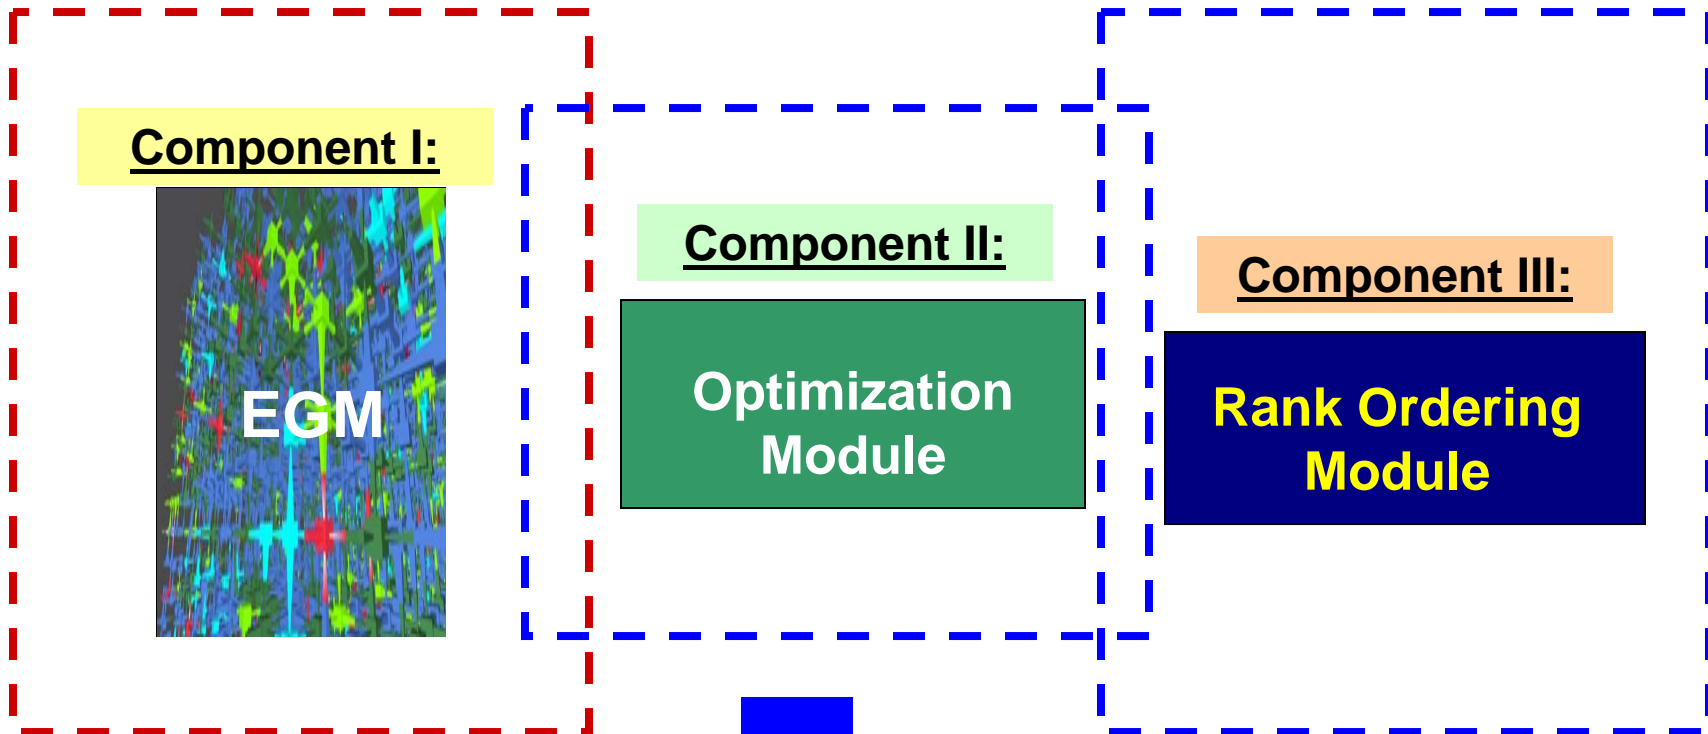 Component I:
EGM
Component II:
Optimization
Module
Component III:
Rank Ordering
Module